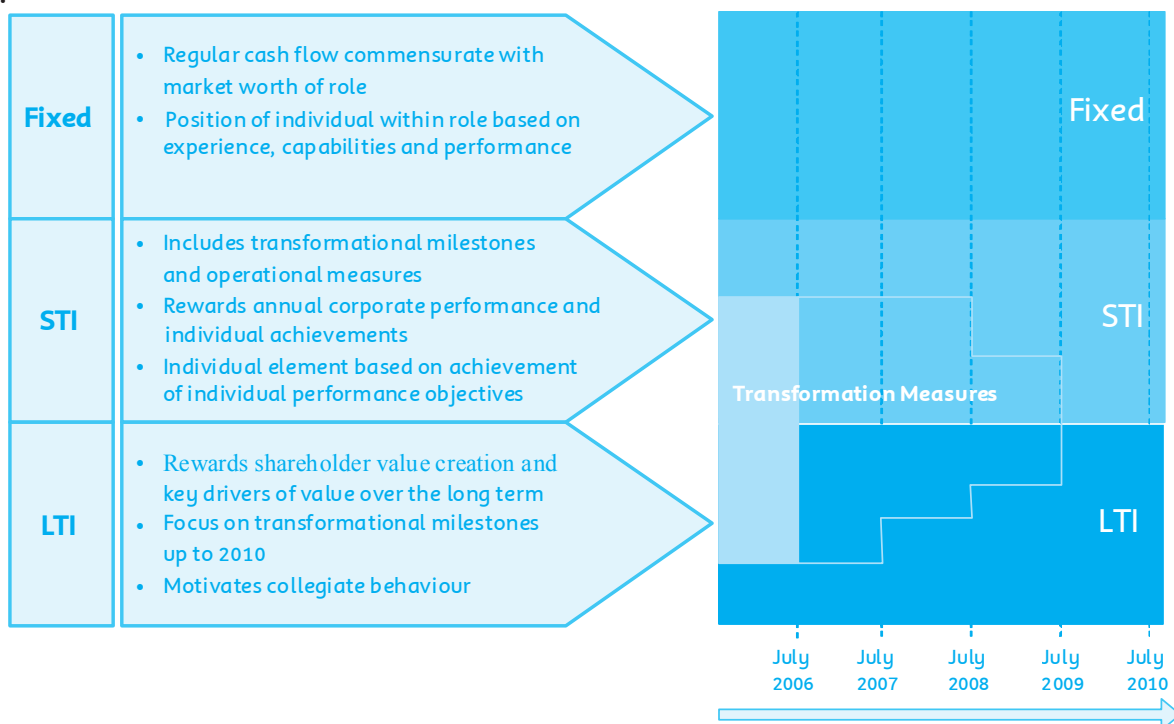 Fixed
• Regular cash flow commensurate with
market worth of role
• Position of individual within role based on
experience, capabilities and performance
STI
• Includes transformational milestones
and operational measures
• Rewards annual corporate performance and
individual achievements
• Individual element based on achievement
of individual performance objectives
LTI
• Rewards shareholder value creation and
key drivers of value over the long term
• Focus on transformational milestones
up to 2010
• Motivates collegiate behaviour
Fixed
STI
Transformation Measures
LTI
July
2006
July
2007
July
2008
July
2009
July
2010